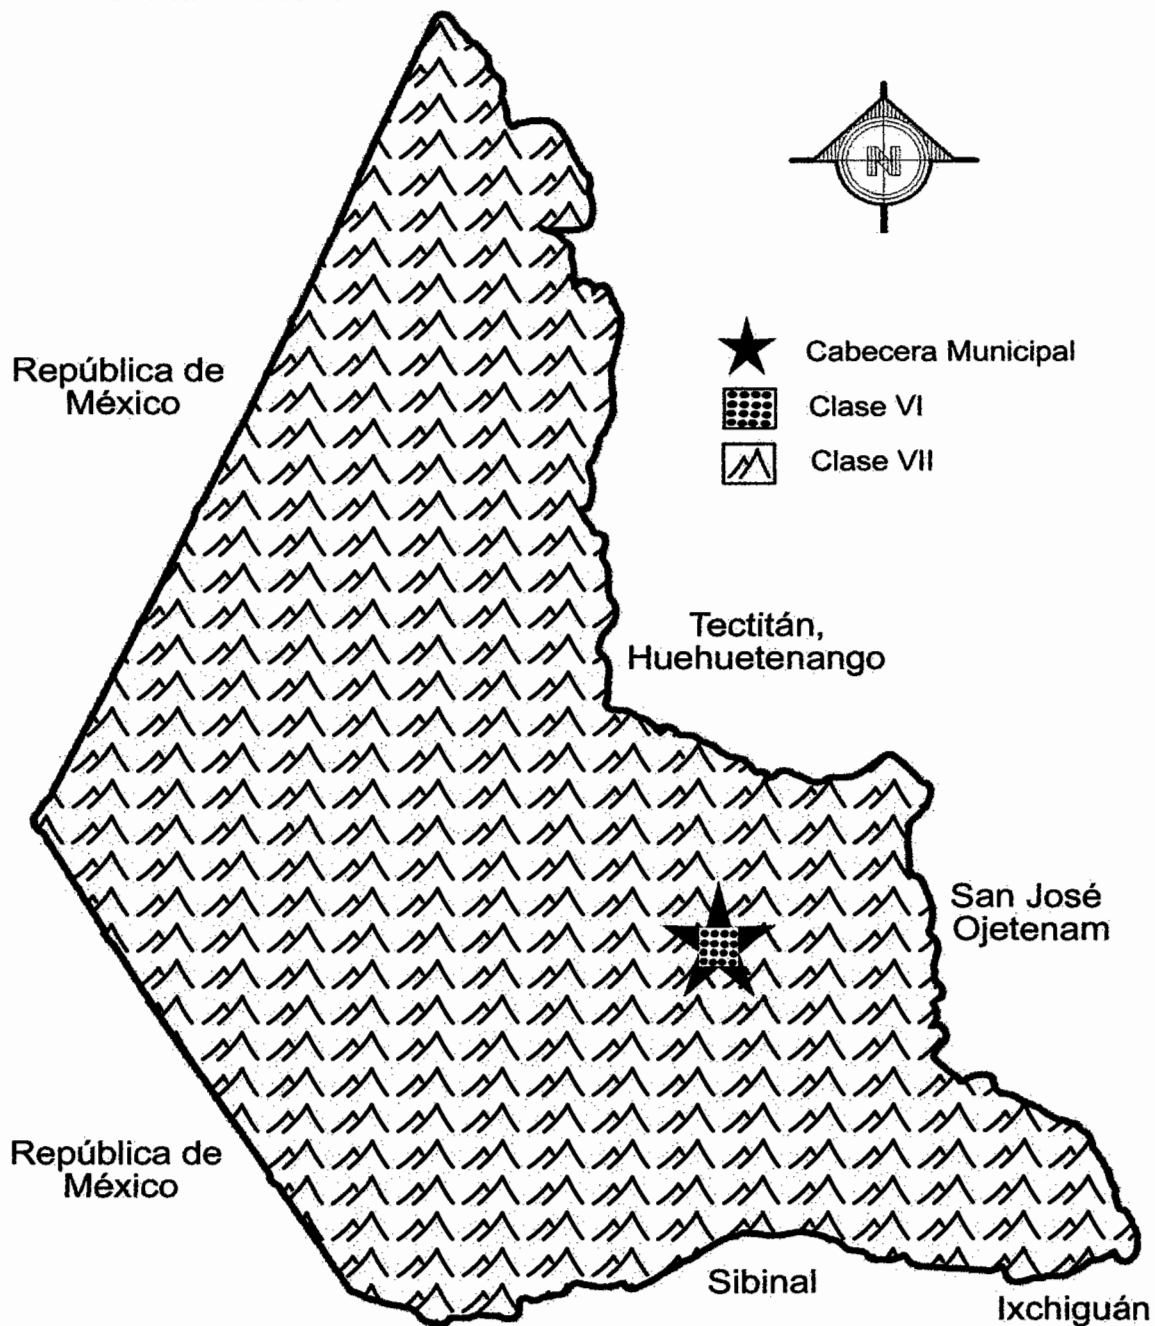 N
República de
México
Cabecera Municipal
Clase VI
Clase VII
Tectitán,
Huehuetenango
San José
Ojetenam
República de
México
Sibinal
Ixchiguán